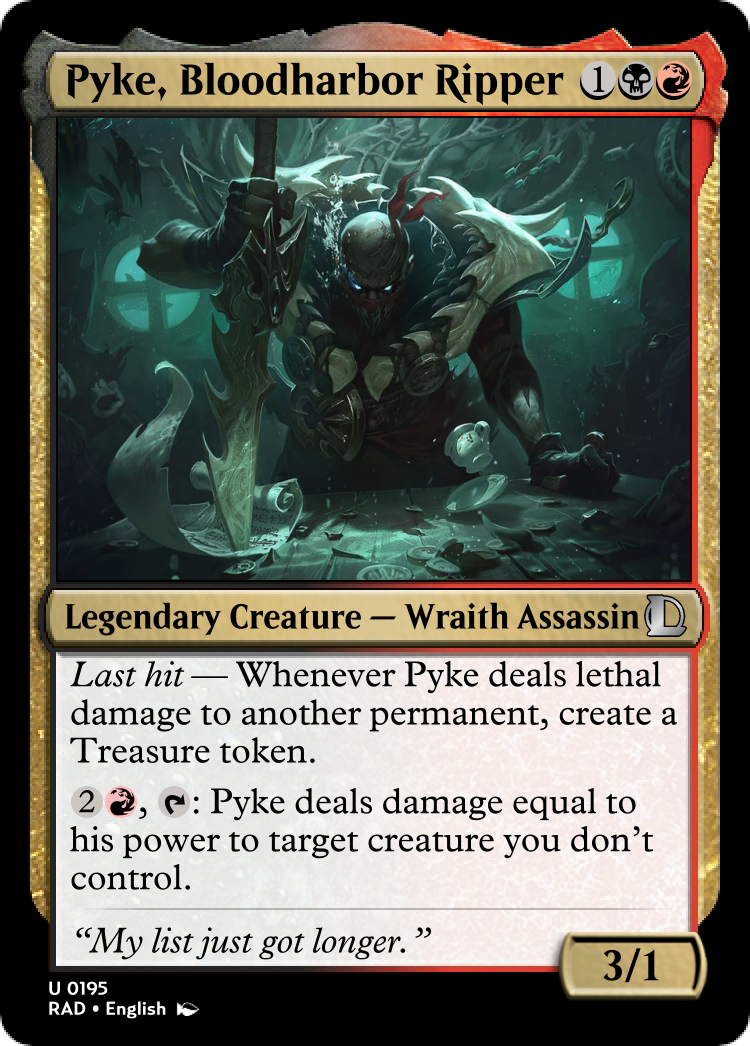 Pyke, Bloodharbor Ripper 1
Legendary Creature — Wraith Assassin
Last hit — Whenever Pyke deals lethal
damage to another permanent, create a
Treasure token.
2, : Pyke deals damage equal to
his power to target creature you don’t
control.
“My list just got longer.”
3/1
U 0195
RAD • English